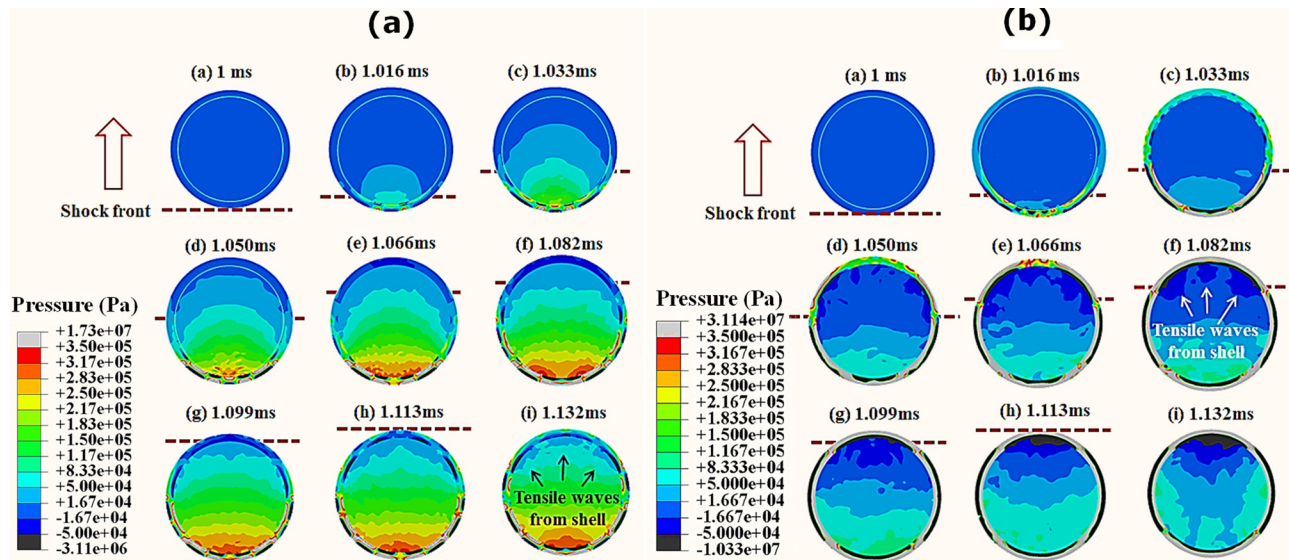 (a)
(a) 1 ms
(b) 1.016 ms
(c) 1.033ms
Shock front
(d) 1.050ms
(e) 1.066ms
(f) 1.082ms
Pressure (Pa)
+1.73e+07
+3.50e+05
+3.17e+05
+2.83e+05
+2.50e+05
+2.17e+05
+1.83e+05
+1.50e+05
+1.17e+05
+8.33e+04
+5.00e+04
+1.67e+04
-1.67e+04
-5.00e+04
-3.11e+06
(g) 1.099ms
(h) 1.113ms
(i) 1.132ms
Tensile waves
from shell
(b)
(a) 1 ms
(b) 1.016 ms
(c) 1.033ms
Shock front
(d) 1.050ms
(e) 1.066ms
(f) 1.082ms
Tensile waves
from shell
Pressure (Pa)
+3.114e+07
+3.500e+05
+3.167e+05
+2.833e+05
+2.500e+05
+2.167e+05
+1.833e+05
+1.500e+05
+1.167e+05
+8.333e+04
+5.000e+04
+1.667e+04
-1.667e+04
-5.000e+04
-1.033e+07
(g) 1.099ms
(h) 1.113ms
(i) 1.132ms